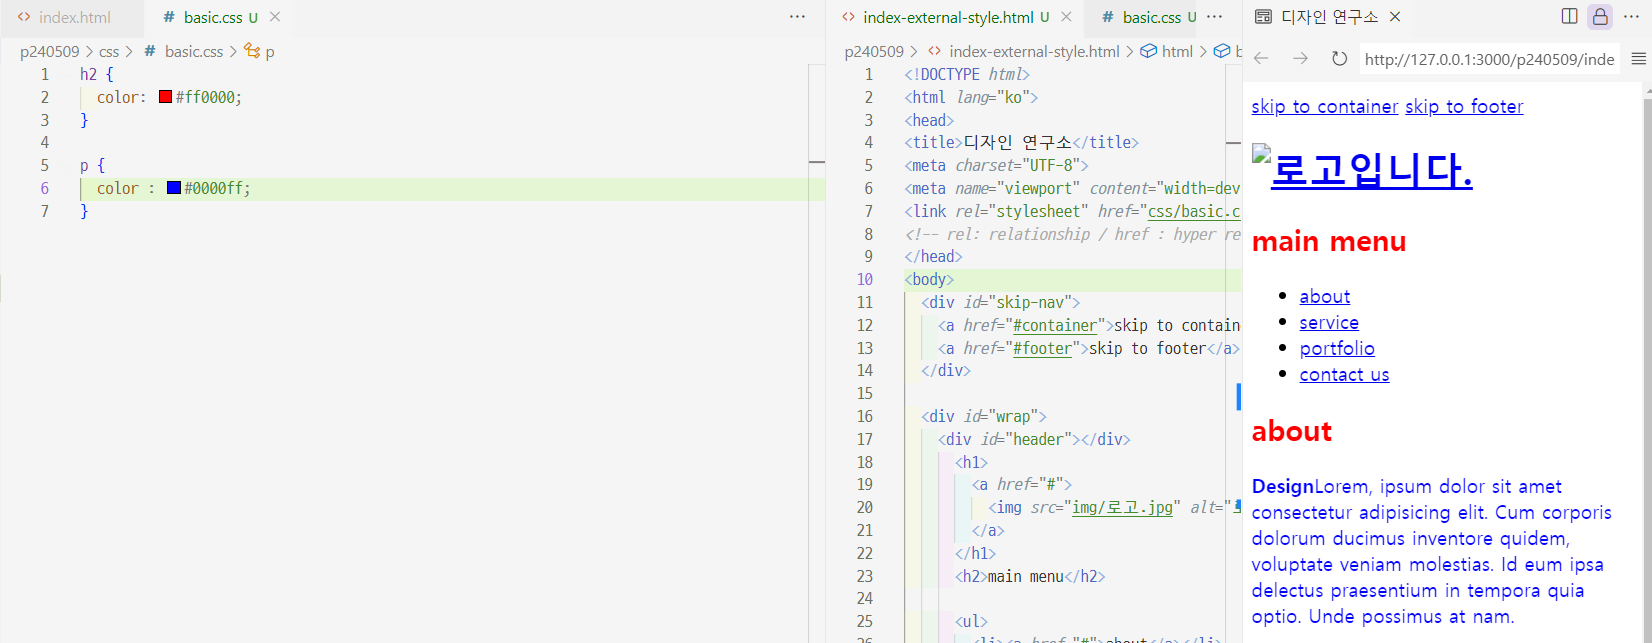 index.html
# basic.css U ×
...
p240509 > css > # basic.css > p
1 h2 {
2 color: #ff0000;
3 }
4
5 p {
6 color : #0000ff;
7 }
index-external-style.html U ×
# basic.css U ...
p240509 > index-external-style.html > html >
1 <!DOCTYPE html>
2 <html lang="ko">
3 <head>
4 <title>디자인 연구소</title>
5 <meta charset="UTF-8">
6 <meta name="viewport" content="width=dev
7 <link rel="stylesheet" href="css/basic.c
8 <!-- rel: relationship / href : hyper re
9 </head>
10 <body>
11 <div id="skip-nav">
12 <a href="#container">skip to contain
13 <a href="#footer">skip to footer</a>
14 </div>
15
16 <div id="wrap">
17 <div id="header"></div>
18 <h1>
19 <a href="#">
20 <img src="img/로고.jpg" alt="
21 </a>
22 </h1>
23 <h2>main menu</h2>
24
25 <ul>
26 <li><a href="#">about</a></li>
디자인 연구소 ×
...
http://127.0.0.1:3000/p240509/inde
skip to container skip to footer
로고입니다.
main menu
• about
• service
• portfolio
• contact us
about
DesignLorem, ipsum dolor sit amet
consectetur adipisicing elit. Cum corporis
dolorum ducimus inventore quidem,
voluptate veniam molestias. Id eum ipsa
delectus praesentium in tempora quia
optio. Unde possimus at nam.